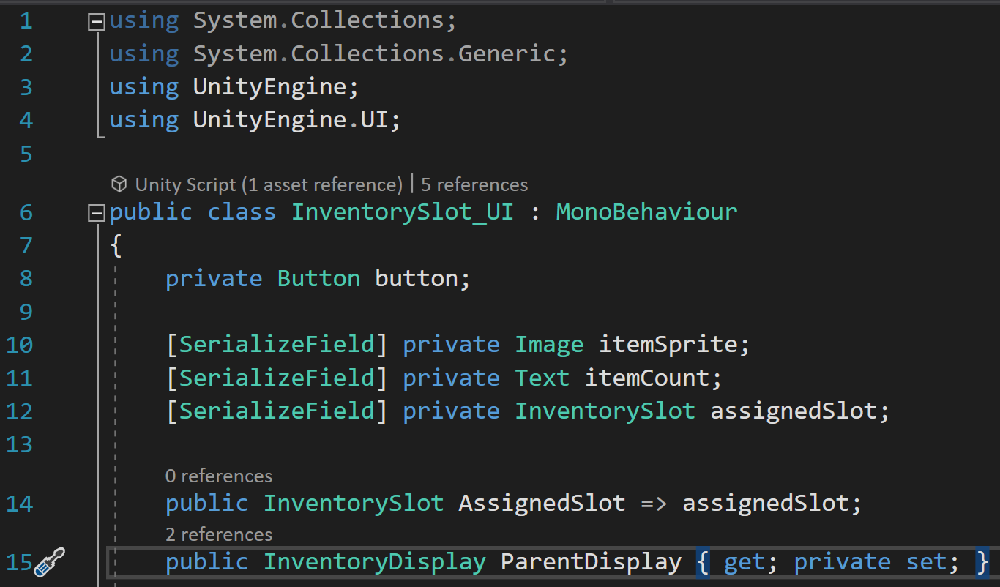 1 using System.Collections;
2 using System.Collections.Generic;
3 using UnityEngine;
4 using UnityEngine.UI;
5
Unity Script (1 asset reference) | 5 references
6 public class InventorySlot_UI : MonoBehaviour
7 {
8 private Button button;
9
10 [SerializeField] private Image itemSprite;
11 [SerializeField] private Text itemCount;
12 [SerializeField] private InventorySlot assignedSlot;
13
0 references
14 public InventorySlot AssignedSlot => assignedSlot;
2 references
15 public InventoryDisplay ParentDisplay { get; private set; }